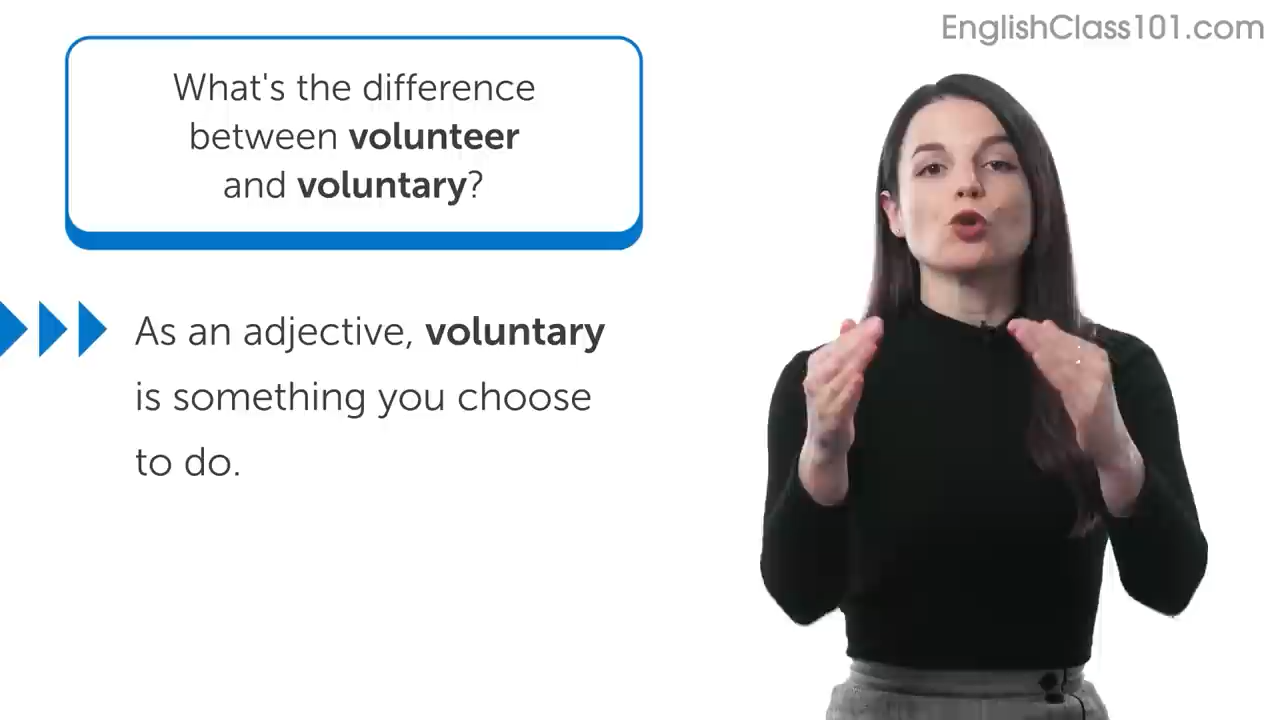 EnglishClass101.com
What's the difference
between volunteer
and voluntary?
As an adjective, voluntary
is something you choose
to do.